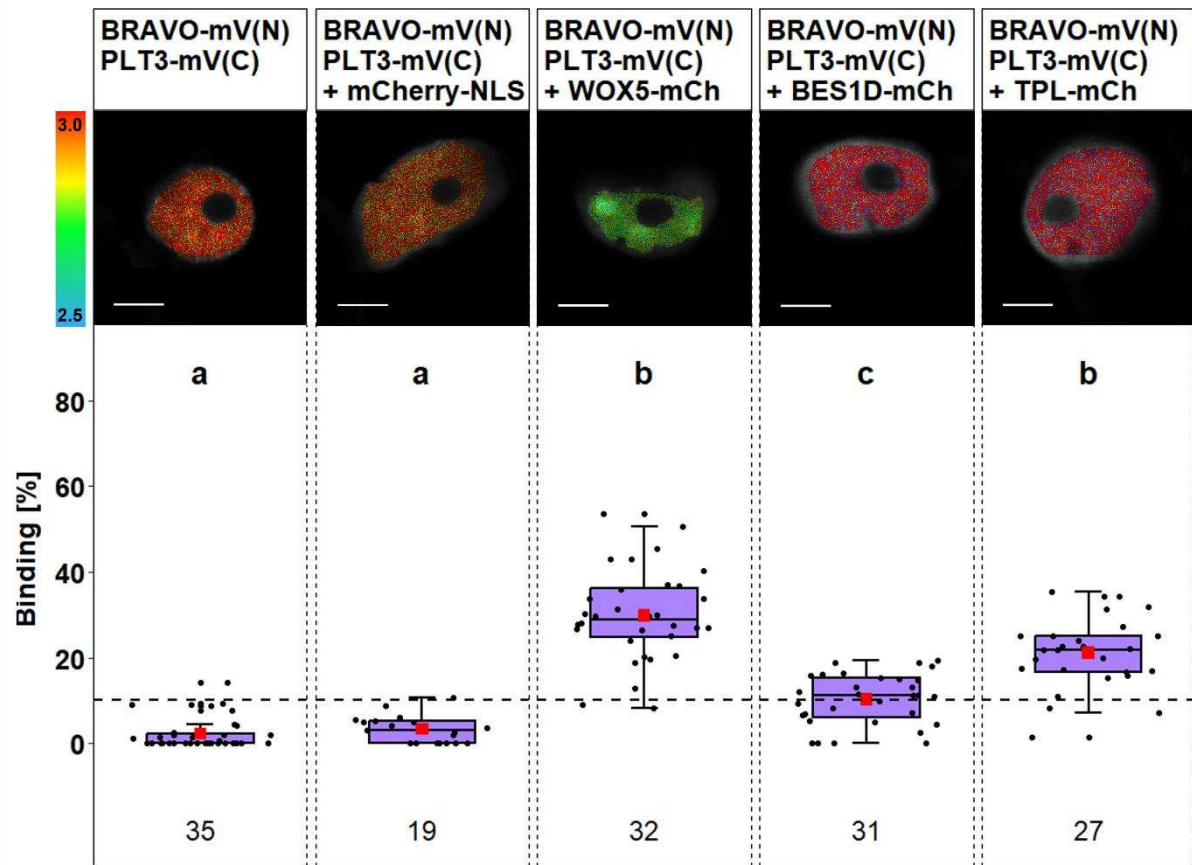 BRAVO-mV(N)
PLT3-mV(C)
BRAVO-mV(N)
PLT3-mV(C)
+ mCherry-NLS
BRAVO-mV(N)
PLT3-mV(C)
+ WOX5-mCh
BRAVO-mV(N)
PLT3-mV(C)
+ BES1D-mCh
BRAVO-mV(N)
PLT3-mV(C)
+ TPL-mCh
3.0
2.5
a
a
b
c
b
Binding [%]
80
60
40
20
0
35
19
32
31
27